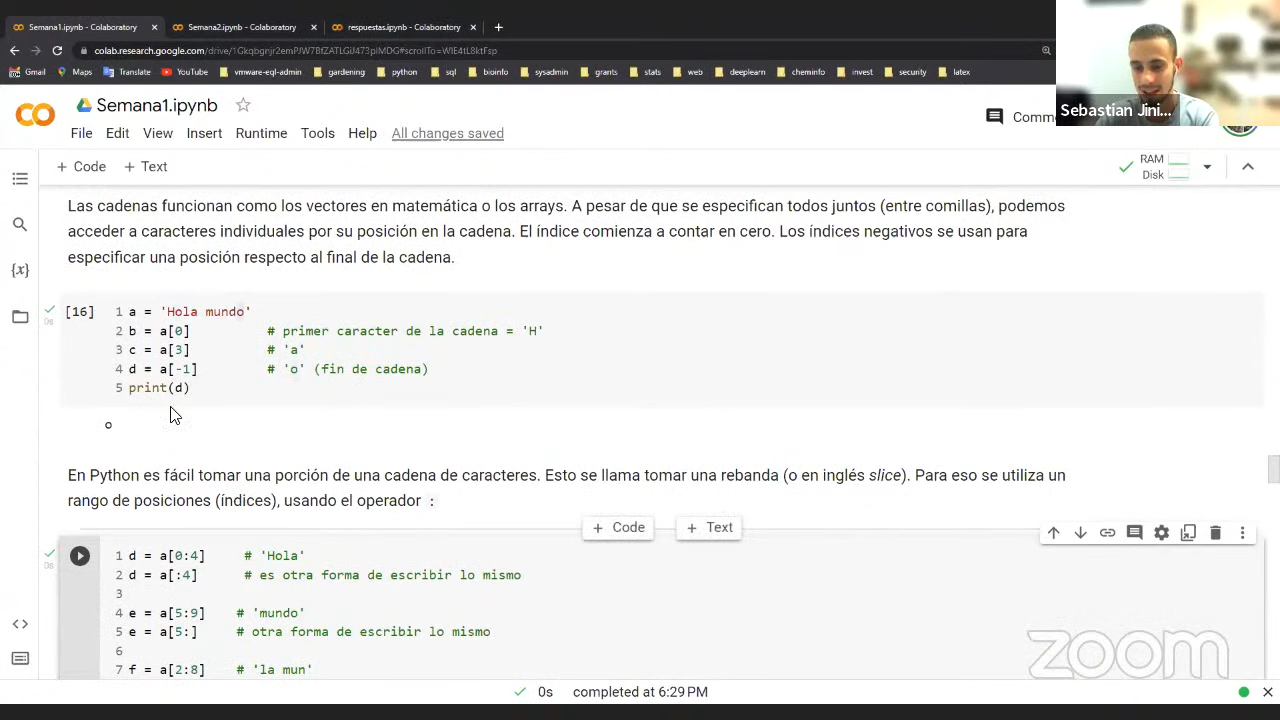 Semana1.ipynb - Colaboratory
Semana2.ipynb - Colaboratory
respuestas.ipynb - Colaboratory
Gmail
Maps
Translate
YouTube
vmware-eql-admin
gardening
python
sql
bioinfo
sysadmin
grants
stats
web
deeplearn
cheminfo
invest
security
latex
Sebastian Jini...
Semana1.ipynb
File Edit View Insert Runtime Tools Help All changes saved
+ Code + Text
RAM
Disk
Las cadenas funcionan como los vectores en matemática o los arrays. A pesar de que se especifican todos juntos (entre comillas), podemos
acceder a caracteres individuales por su posición en la cadena. El índice comienza a contar en cero. Los índices negativos se usan para
especificar una posición respecto al final de la cadena.
[16] 1 a = 'Hola mundo'
0s
2 b = a[0] # primer caracter de la cadena = 'H'
3 c = a[3] # 'a'
4 d = a[-1] # 'o' (fin de cadena)
5 print(d)
o
En Python es fácil tomar una porción de una cadena de caracteres. Esto se llama tomar una rebanda (o en inglés slice). Para eso se utiliza un
rango de posiciones (índices), usando el operador :
+ Code + Text
1 d = a[0:4] # 'Hola'
0s
2 d = a[:4] # es otra forma de escribir lo mismo
3
4 e = a[5:9] # 'mundo'
5 e = a[5:] # otra forma de escribir lo mismo
6
7 f = a[2:8] # 'la mun'
zoom
0s completed at 6:29 PM